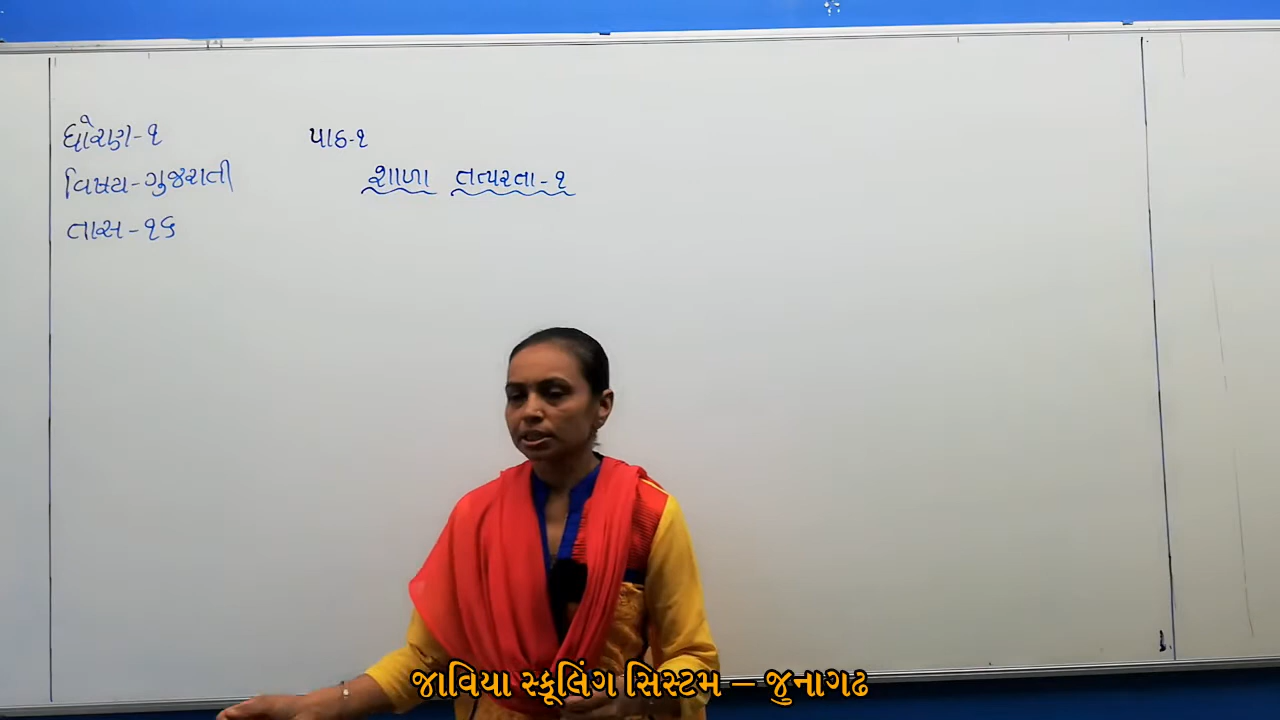 ધોરણ-૧
વિષય-ગુજરાતી
તાસ-૧૬
પાઠ-૧
શાળા તત્પરતા-૧
જાવિયા સ્કૂલિંગ સિસ્ટમ – જુનાગઢ